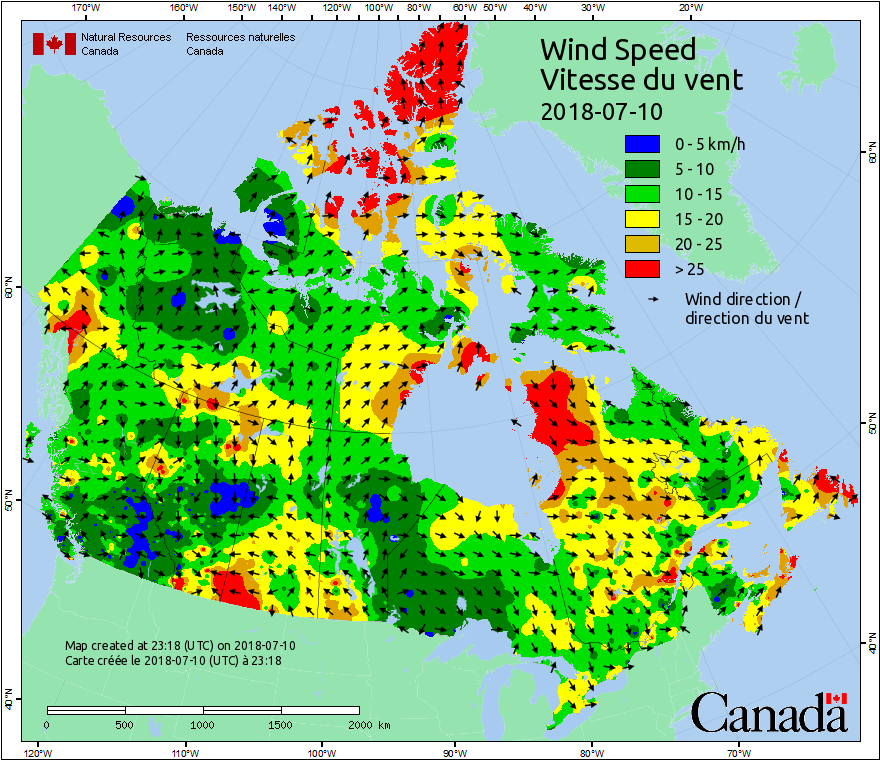 170°W 160°W 150°W 140°W 130°W 120°W 110°W 100°W 90°W 80°W 70°W 60°W 50°W 40°W 30°W 20°W
Natural Resources Canada
Ressources naturelles Canada
Wind Speed
Vitesse du vent
2018-07-10
0 - 5 km/h
5 - 10
10 - 15
15 - 20
20 - 25
> 25
Wind direction /
direction du vent
60°N
50°N
40°N
60°N
50°N
40°N
Map created at 23:18 (UTC) on 2018-07-10
Carte créée le 2018-07-10 (UTC) à 23:18
0 500 1000 1500 2000 km
Canada
120°W 110°W 100°W 90°W 80°W 70°W